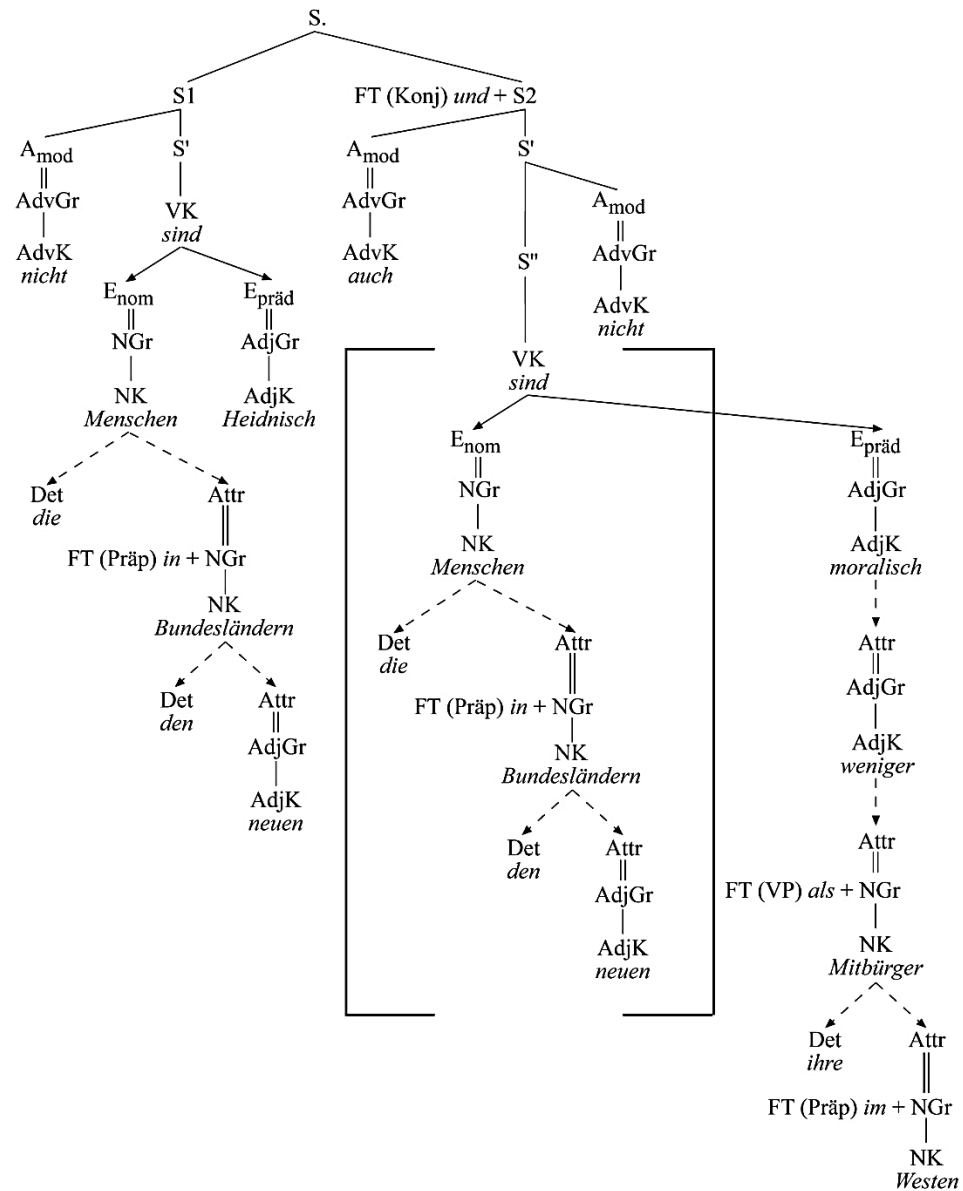 S.
S1 FT (Konj) und + S2
Amod S' Amod S'
AdvGr AdvGr Amod
VK
sind
AdvK AdvK AdvGr
nicht auch
S''
Enom Epräd AdvK
nicht
NGr AdjGr
VK
sind
NK AdjK
Menschen Heidnisch
Enom Epräd
Det Attr NGr AdjGr
die
FT (Präp) in + NGr NK AdjK
Menschen moralisch
NK
Bundesländern
Det Attr Attr
die
Det Attr AdjGr
den
FT (Präp) in + NGr
AdjGr NK AdjK
Bundesländern weniger
AdjK
neuen
Det Attr Attr
den
AdjGr FT (VP) als + NGr
AdjK NK
neuen Mitbürger
Det Attr
ihre
FT (Präp) im + NGr
NK
Westen